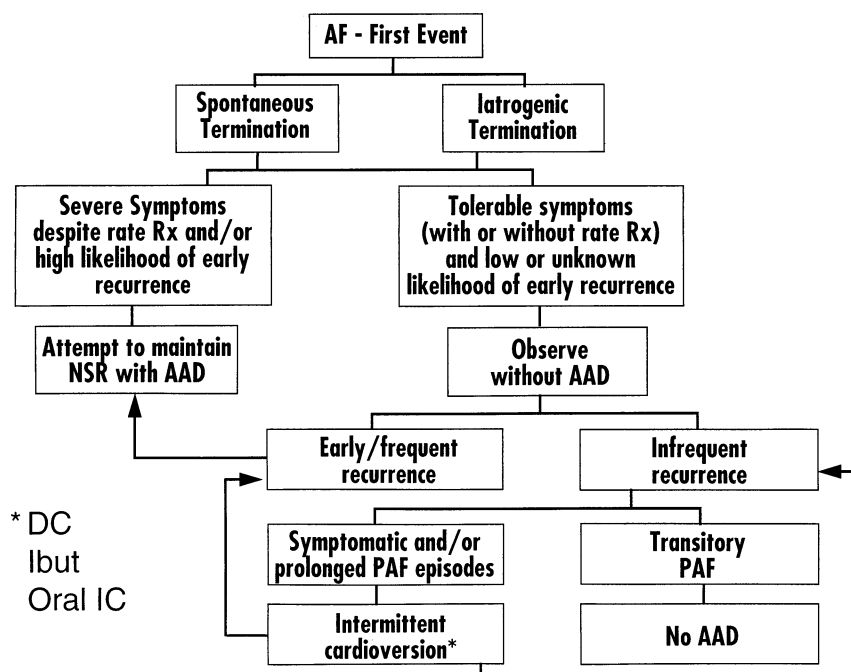 AF - First Event
Spontaneous
Termination
Iatrogenic
Termination
Severe Symptoms
despite rate Rx and/or
high likelihood of early
recurrence
Tolerable symptoms
(with or without rate Rx)
and low or unknown
likelihood of early recurrence
Attempt to maintain
NSR with AAD
Observe
without AAD
Early/frequent
recurrence
Infrequent
recurrence
* DC
Ibut
Oral IC
Symptomatic and/or
prolonged PAF episodes
Transitory
PAF
Intermittent
cardioversion*
No AAD